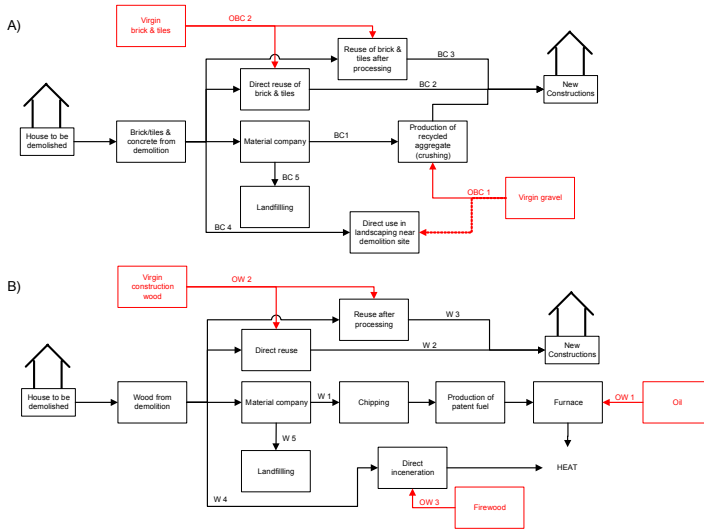 A)
Virgin
brick & tiles
OBC 2
Reuse of brick &
tiles after
processing
BC 3
Direct reuse of
brick & tiles
BC 2
New
Constructions
House to be
demolished
Brick/tiles &
concrete from
demolition
Material company
BC1
Production of
recycled
aggregate
(crushing)
BC 5
Landfillling
OBC 1
Virgin gravel
BC 4
Direct use in
landscaping near
demolition site
B)
Virgin
construction
wood
OW 2
Reuse after
processing
W 3
Direct reuse
W 2
New
Constructions
House to be
demolished
Wood from
demolition
Material company
W 1
Chipping
Production of
patent fuel
Furnace
OW 1
Oil
W 5
Landfillling
W 4
Direct
inceneration
HEAT
OW 3
Firewood